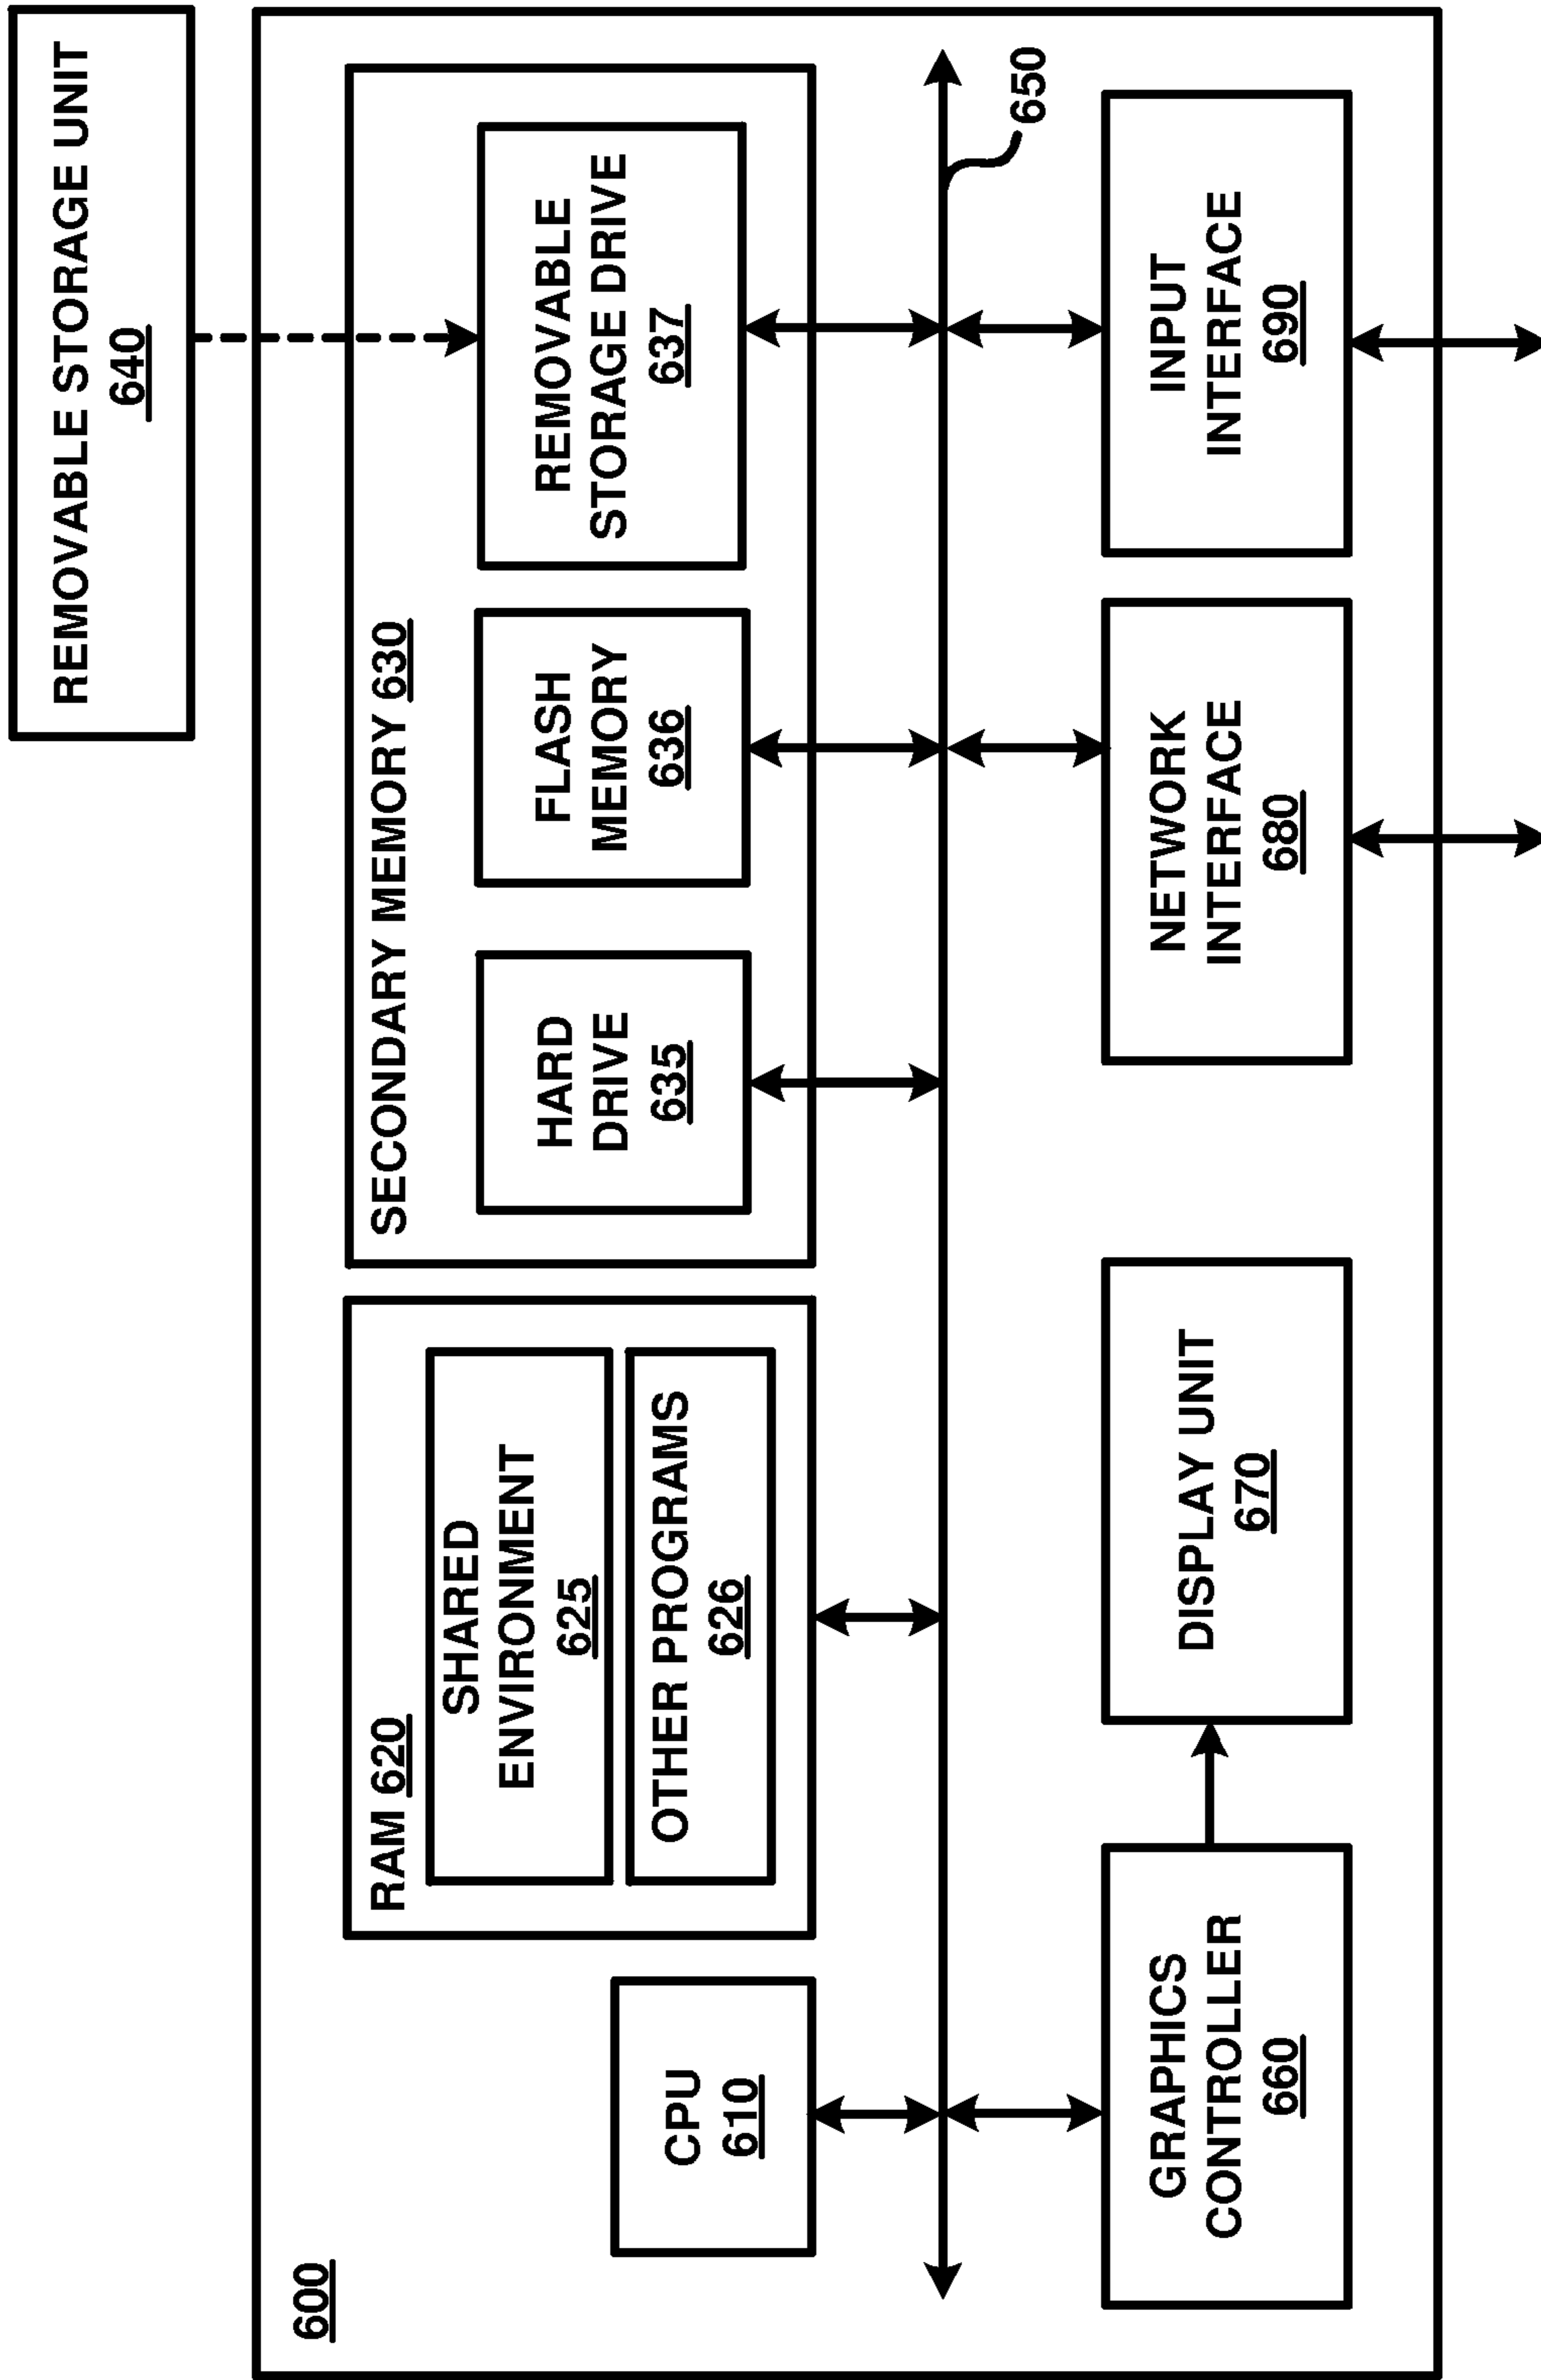 REMOVABLE STORAGE UNIT
640
600
CPU
610
RAM 620
SHARED
ENVIRONMENT
625
OTHER PROGRAMS
626
SECONDARY MEMORY 630
HARD
DRIVE
635
FLASH
MEMORY
636
REMOVABLE
STORAGE DRIVE
637
650
GRAPHICS
CONTROLLER
660
DISPLAY UNIT
670
NETWORK
INTERFACE
680
INPUT
INTERFACE
690